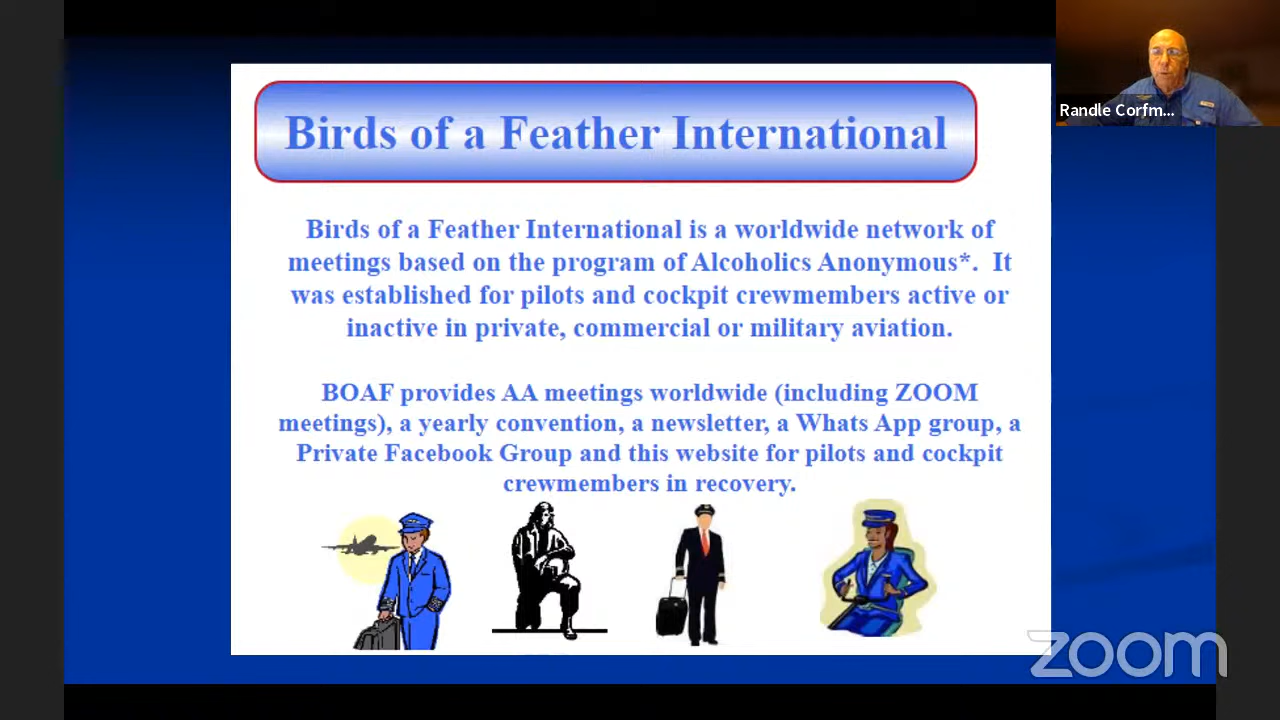 Birds of a Feather International
Randle Corfm...
Birds of a Feather International is a worldwide network of
meetings based on the program of Alcoholics Anonymous*. It
was established for pilots and cockpit crewmembers active or
inactive in private, commercial or military aviation.
BOAF provides AA meetings worldwide (including ZOOM
meetings), a yearly convention, a newsletter, a Whats App group, a
Private Facebook Group and this website for pilots and cockpit
crewmembers in recovery.
zoom